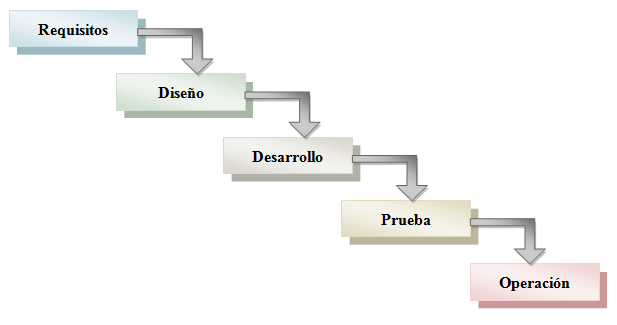 Requisitos
Diseño
Desarrollo
Prueba
Operación